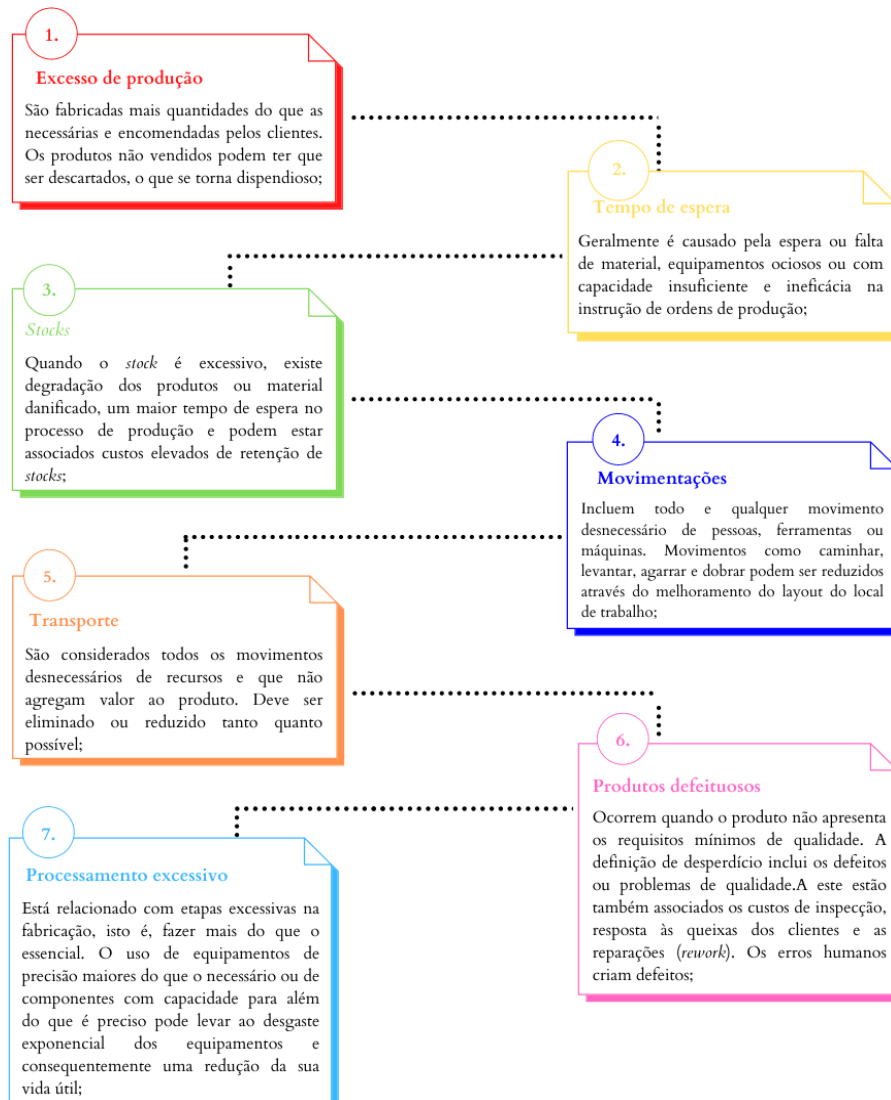 1.
Excesso de produção
São fabricadas mais quantidades do que as
necessárias e encomendadas pelos clientes.
Os produtos não vendidos podem ter que
ser descartados, o que se torna dispendioso;
2.
Tempo de espera
Geralmente é causado pela espera ou falta
de material, equipamentos ociosos ou com
capacidade insuficiente e ineficácia na
instrução de ordens de produção;
3.
Stocks
Quando o stock é excessivo, existe
degradação dos produtos ou material
danificado, um maior tempo de espera no
processo de produção e podem estar
associados custos elevados de retenção de
stocks;
4.
Movimentações
Incluem todo e qualquer movimento
desnecessário de pessoas, ferramentas ou
máquinas. Movimentos como caminhar,
levantar, agarrar e dobrar podem ser reduzidos
através do melhoramento do layout do local
de trabalho;
5.
Transporte
São considerados todos os movimentos
desnecessários de recursos e que não
agregam valor ao produto. Deve ser
eliminado ou reduzido tanto quanto
possível;
6.
Produtos defeituosos
Ocorrem quando o produto não apresenta
os requisitos mínimos de qualidade. A
definição de desperdício inclui os defeitos
ou problemas de qualidade.A este estão
também associados os custos de inspecção,
resposta às queixas dos clientes e as
reparações (rework). Os erros humanos
criam defeitos;
7.
Processamento excessivo
Está relacionado com etapas excessivas na
fabricação, isto é, fazer mais do que o
essencial. O uso de equipamentos de
precisão maiores do que o necessário ou de
componentes com capacidade para além
do que é preciso pode levar ao desgaste
exponencial dos equipamentos e
consequentemente uma redução da sua
vida útil;